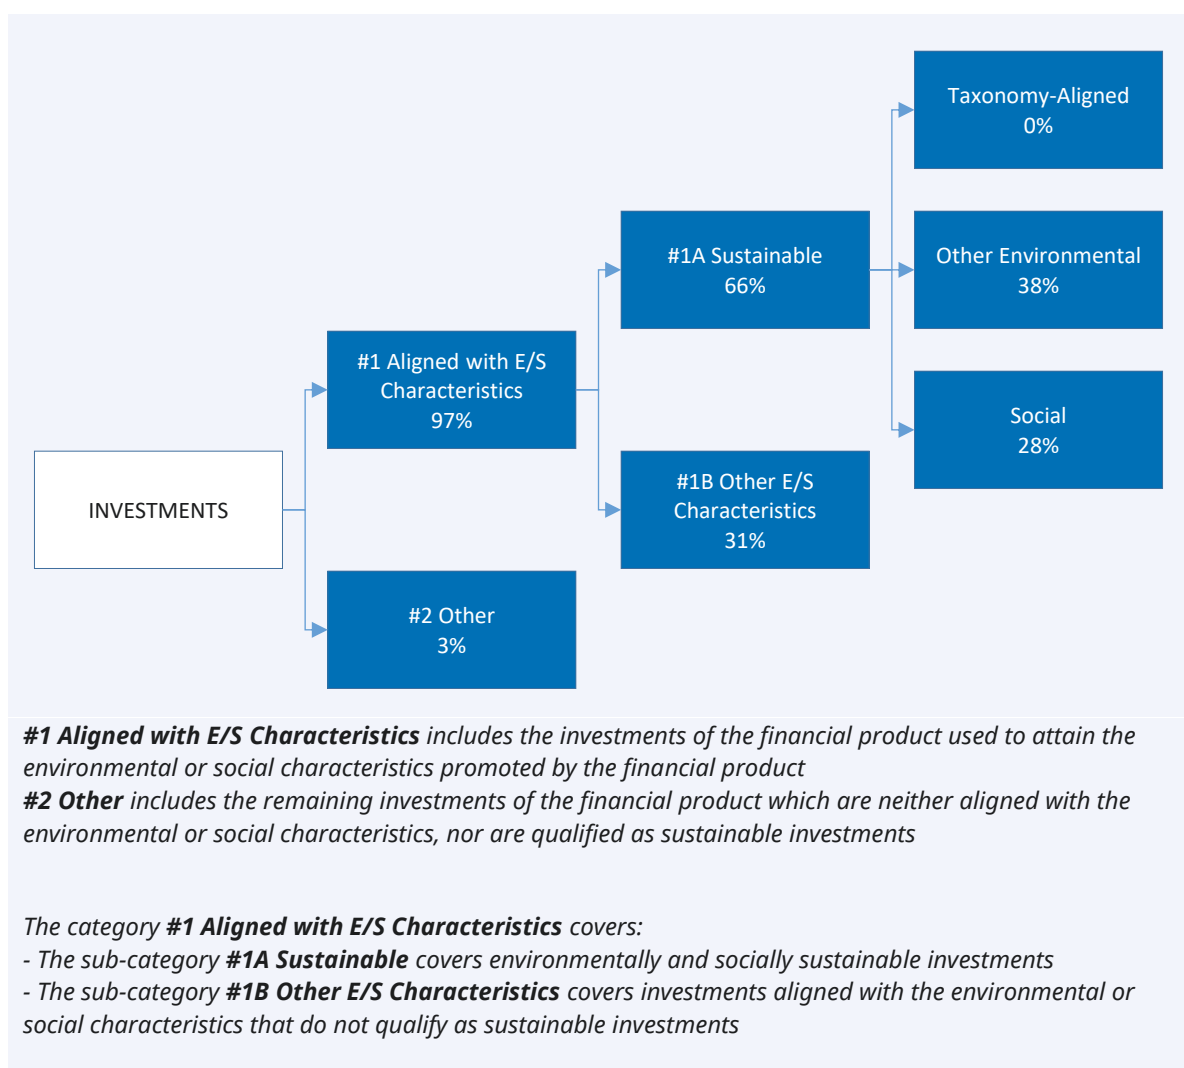 Taxonomy-Aligned
0%
#1A Sustainable
66%
Other Environmental
38%
#1 Aligned with E/S
Characteristics
97%
Social
28%
INVESTMENTS
#1B Other E/S
Characteristics
31%
#2 Other
3%
#1 Aligned with E/S Characteristics includes the investments of the financial product used to attain the
environmental or social characteristics promoted by the financial product
#2 Other includes the remaining investments of the financial product which are neither aligned with the
environmental or social characteristics, nor are qualified as sustainable investments
The category #1 Aligned with E/S Characteristics covers:
- The sub-category #1A Sustainable covers environmentally and socially sustainable investments
- The sub-category #1B Other E/S Characteristics covers investments aligned with the environmental or
social characteristics that do not qualify as sustainable investments